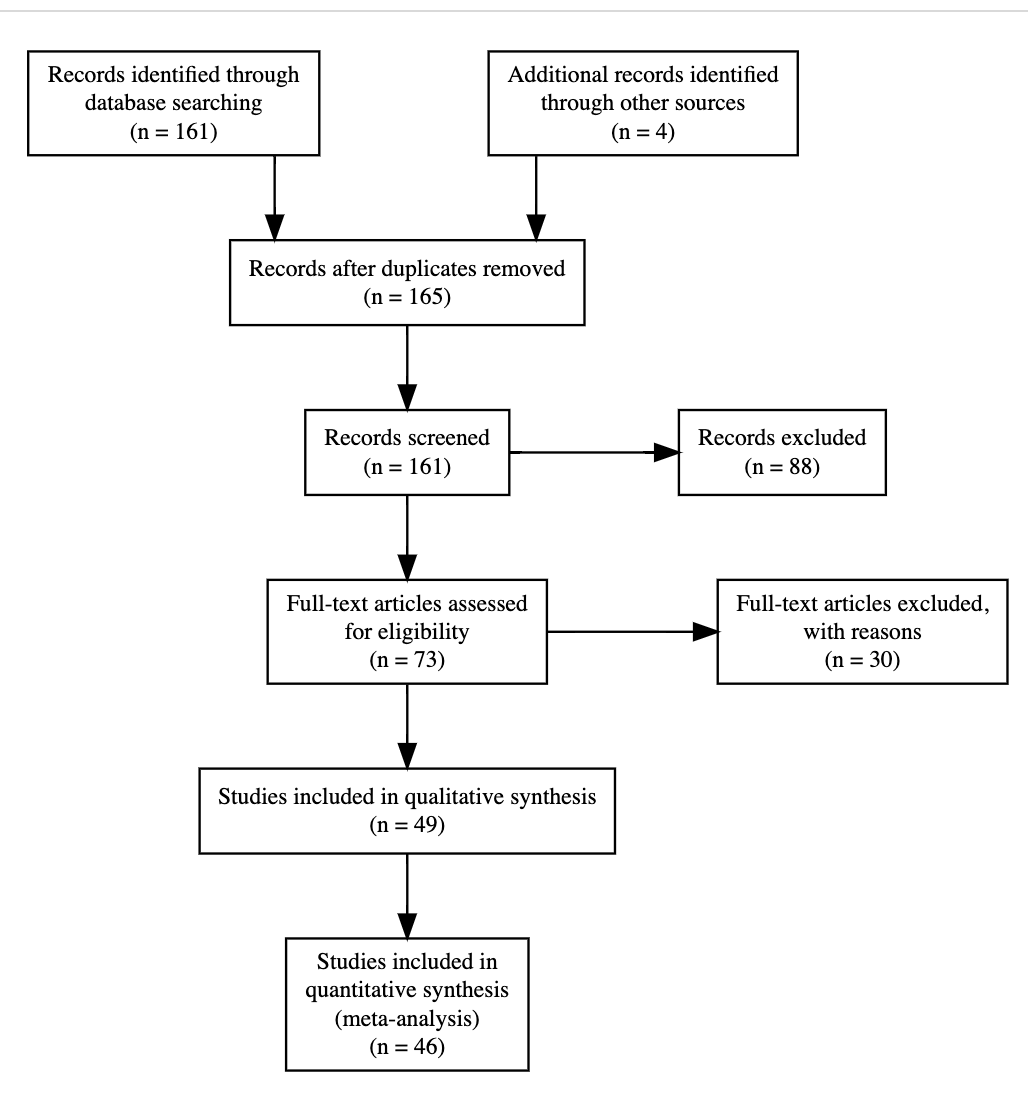 Records identified through
database searching
(n = 161)
Additional records identified
through other sources
(n = 4)
Records after duplicates removed
(n = 165)
Records screened
(n = 161)
Records excluded
(n = 88)
Full-text articles assessed
for eligibility
(n = 73)
Full-text articles excluded,
with reasons
(n = 30)
Studies included in qualitative synthesis
(n = 49)
Studies included in
quantitative synthesis
(meta-analysis)
(n = 46)